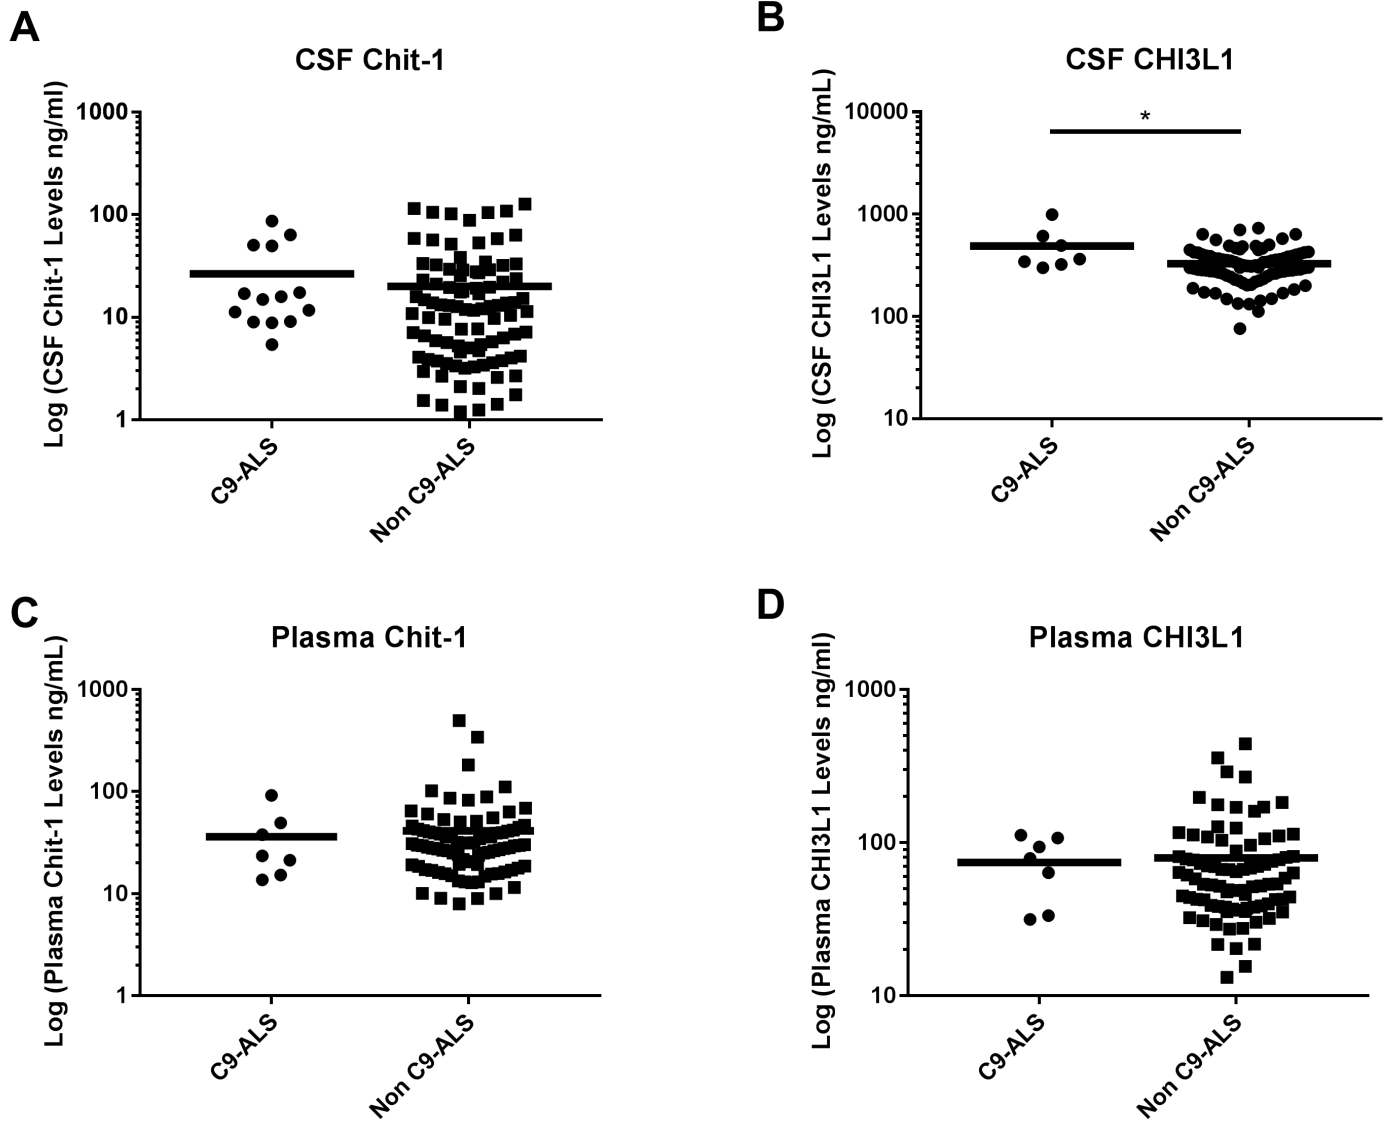 A
CSF Chit-1
Log (CSF Chit-1 Levels ng/ml)
1000
100
10
1
C9-ALS
Non C9-ALS
B
CSF CHI3L1
Log (CSF CHI3L1 Levels ng/mL)
10000
1000
100
10
*
C9-ALS
Non C9-ALS
C
Plasma Chit-1
Log (Plasma Chit-1 Levels ng/mL)
1000
100
10
1
C9-ALS
Non C9-ALS
D
Plasma CHI3L1
Log (Plasma CHI3L1 Levels ng/ml)
1000
100
10
C9-ALS
Non C9-ALS